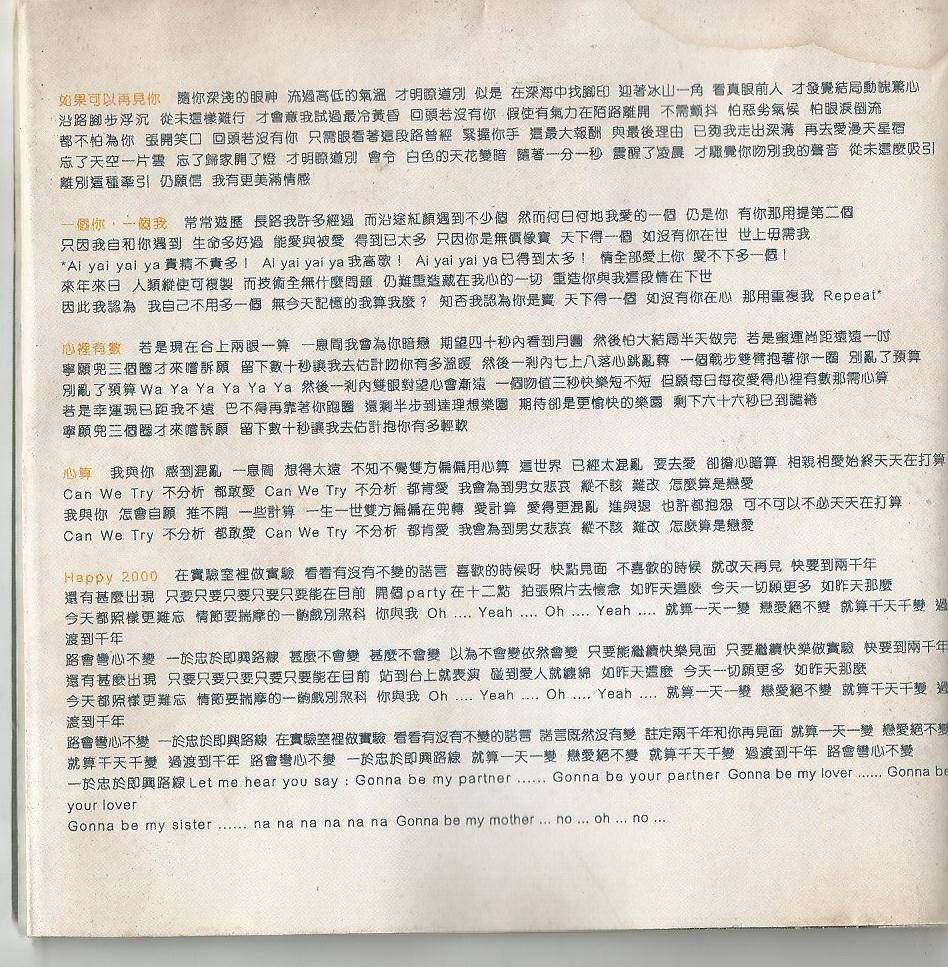 如果可以再見你 隨你深淺的眼神 流過高低的氣溫 才明瞭道別 似是 在深海中找腳印 迎著冰山一角 看真眼前人 才發覺結局動魄驚心
沿路腳步浮沉 從未這樣難行 才會意我試過最冷黃昏 回頭若沒有你 假使有氣力在陌路離開 不需顫抖 怕惡劣氣候 怕眼淚倒流
都不怕為你 張開笑口 回頭若沒有你 只需眼看著這段路曾經 緊握你手 這最大報酬 與最後理由 已夠我走出深溝 再去愛漫天星宿
忘了天空一片雲 忘了歸家開了燈 才明瞭道別 會令 白色的天花變暗 隨著一分一秒 震醒了凌晨 才驚覺你吻別我的聲音 從未這麼吸引
離別這種牽引 仍願信 我有更美滿情感
一個你．一個我 常常遊歷 長路我許多經過 而沿途紅顏遇到不少個 然而何日何地我愛的一個 仍是你 有你那用提第二個
只因我自和你遇到 生命多好過 能愛與被愛 得到已太多 只因你是無價像寶 天下得一個 如沒有你在世 世上毋需我
*Ai yai yai ya 貴精不貴多！ Ai yai yai ya 我高歌！ Ai yai yai ya 已得到太多！ 情全部愛上你 愛不下多一個！
來年來日 人類縱使可複製 而技術全無什麼問題 仍難重造藏在我心的一切 重造你與我這段情在下世
因此我認為 我自己不用多一個 無今天記憶的我算我麼？ 知否我認為你是寶 天下得一個 如沒有你在心 那用重複我 Repeat*
心裡有數 若是現在台上兩眼一算 一息間我會為你暗戀 期望四十秒內看到月圓 然後怕大結局半天做完 若是蜜運尚距遠遠一吋
寧願兜三個圈才來嚐訴願 留下數十秒讓我去估計吻你有多溫暖 然後一剎內七上八落心跳亂轉 一個戰步雙臂抱著你一圈 別亂了預算
別亂了預算 Wa Ya Ya Ya Ya Ya 然後一剎內雙眼對望心會漸遠 一個吻值三秒快樂短不短 但願每日每夜愛得心裡有數那需心算
若是幸運現已距我不遠 巴不得再靠著你跑圈 還剩半步到達理想樂園 期待卻是更愉快的樂園 剩下六十六秒已到譴綣
寧願兜三個圈才來嚐訴願 留下數十秒讓我去估計抱你有多輕軟
心算 我與你 感到混亂 一息間 想得太遠 不知不覺雙方偏偏用心算 這世界 已經太混亂 要去愛 卻擔心暗算 相親相愛始終天天在打算
Can We Try 不分析 都敢愛 Can We Try 不分析 都肯愛 我會為到男女悲哀 縱不該 難改 怎麼算是戀愛
我與你 怎會自願 推不開 一些計算 一生一世雙方偏偏在兜轉 愛計算 愛得更混亂 進與退 也許都抱怨 可不可以不必天天在打算
Can We Try 不分析 都敢愛 Can We Try 不分析 都肯愛 我會為到男女悲哀 縱不該 難改 怎麼算是戀愛
Happy 2000 在實驗室裡做實驗 看看有沒有不變的諾言 喜歡的時候呀 快點見面 不喜歡的時候 就改天再見 快要到兩千年
還有甚麼出現 只要只要只要只要只要能在目前 開個party在十二點 拍張照片去懷念 如昨天這麼 今天一切願更多 如昨天那麼
今天都照樣更難忘 情節要揣摩的一齣戲別煞科 你與我 Oh .... Yeah .... Oh .... Yeah .... 就算一天一變 戀愛絕不變 就算千天千變 過
渡到千年
路會彎心不變 一於忠於即興路線 甚麼不會變 甚麼不會變 以為不會變依然會變 只要能繼續快樂見面 只要繼續快樂做實驗 快要到兩千年
還有甚麼出現 只要只要只要只要只要能在目前 站到台上就表演 碰到愛人就纏綿 如昨天這麼 今天一切願更多 如昨天那麼
今天都照樣更難忘 情節要揣摩的一齣戲別煞科 你與我 Oh .... Yeah .... Oh .... Yeah .... 就算一天一變 戀愛絕不變 就算千天千變 過
渡到千年
路會彎心不變 一於忠於即興路線 在實驗室裡做實驗 看看有沒有不變的諾言 諾言既然沒有變 註定兩千年和你再見面 就算一天一變 戀愛絕不變
就算千天千變 過渡到千年 路會彎心不變 一於忠於即興路線 就算一天一變 戀愛絕不變 就算千天千變 過渡到千年 路會彎心不變
一於忠於即興路線 Let me hear you say : Gonna be my partner ...... Gonna be your partner Gonna be my lover ...... Gonna be
your lover
Gonna be my sister ...... na na na na na na Gonna be my mother ... no ... oh ... no ...